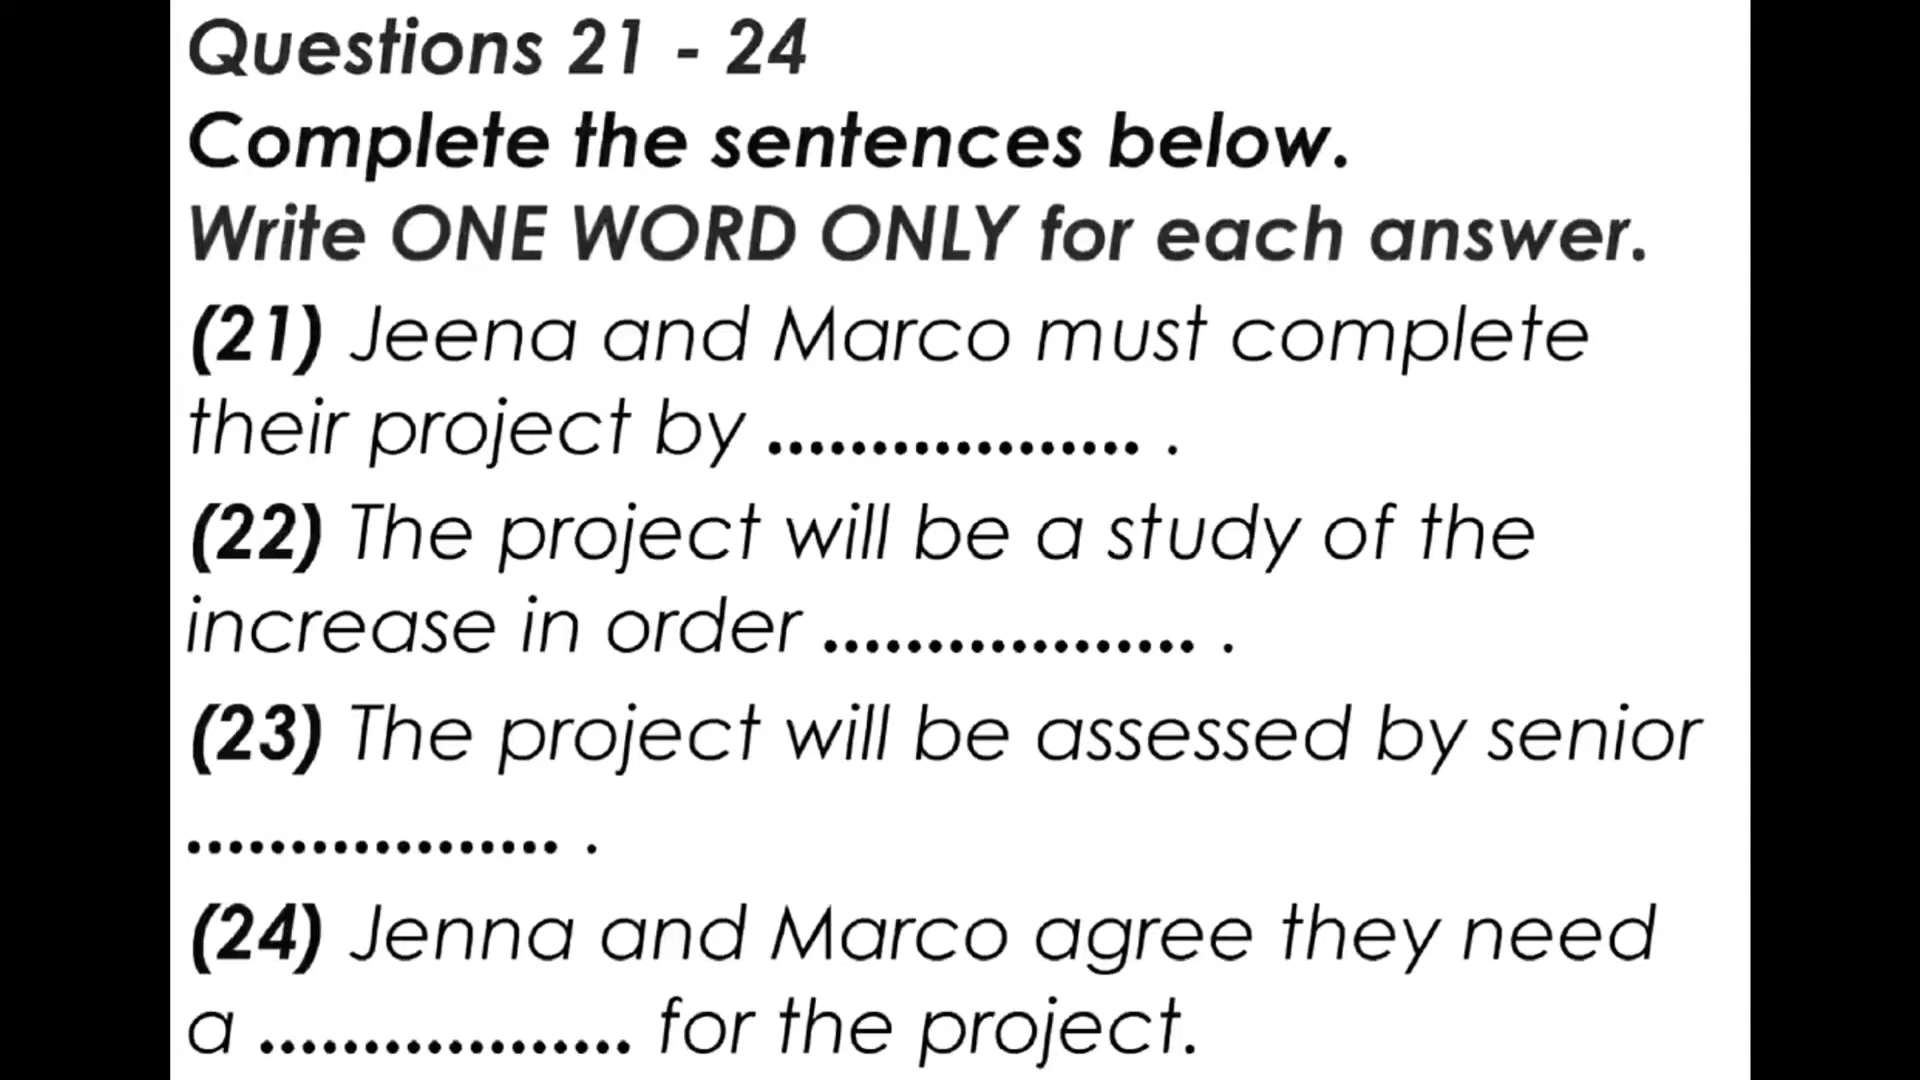 Questions 21 - 24
Complete the sentences below.
Write ONE WORD ONLY for each answer.
(21) Jeena and Marco must complete
their project by .................. .
(22) The project will be a study of the
increase in order .................. .
(23) The project will be assessed by senior
.................. .
(24) Jenna and Marco agree they need
a .................. for the project.